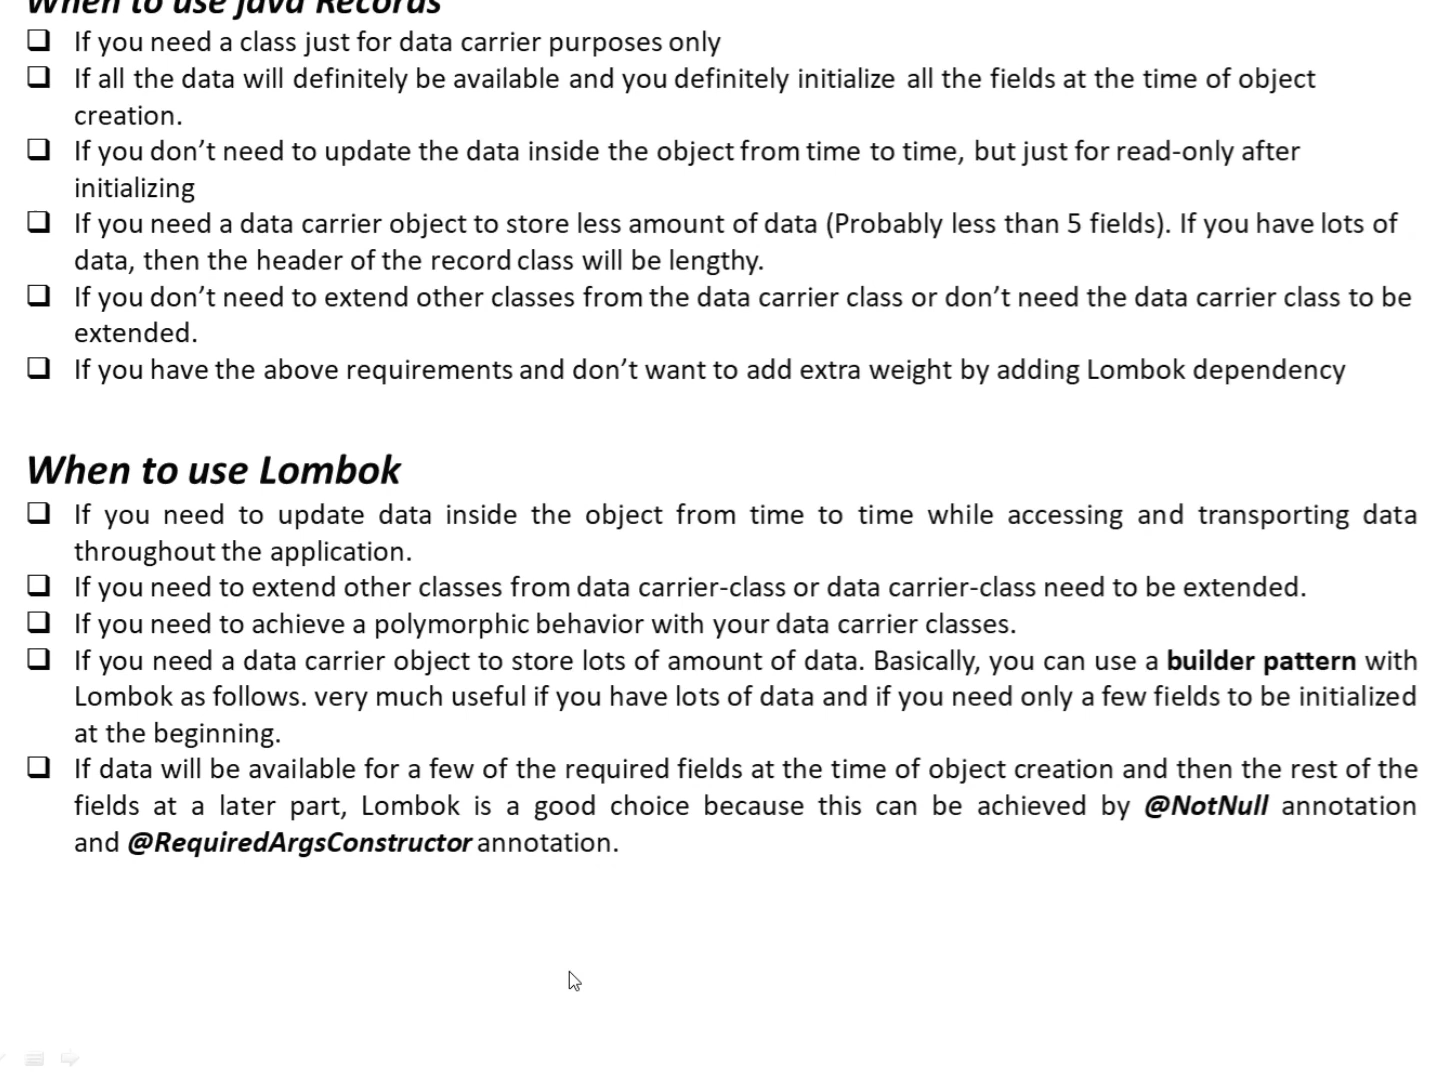 When to use Java Records
❑ If you need a class just for data carrier purposes only
❑ If all the data will definitely be available and you definitely initialize all the fields at the time of object
creation.
❑ If you don’t need to update the data inside the object from time to time, but just for read-only after
initializing
❑ If you need a data carrier object to store less amount of data (Probably less than 5 fields). If you have lots of
data, then the header of the record class will be lengthy.
❑ If you don’t need to extend other classes from the data carrier class or don’t need the data carrier class to be
extended.
❑ If you have the above requirements and don’t want to add extra weight by adding Lombok dependency
When to use Lombok
❑ If you need to update data inside the object from time to time while accessing and transporting data
throughout the application.
❑ If you need to extend other classes from data carrier-class or data carrier-class need to be extended.
❑ If you need to achieve a polymorphic behavior with your data carrier classes.
❑ If you need a data carrier object to store lots of amount of data. Basically, you can use a builder pattern with
Lombok as follows. very much useful if you have lots of data and if you need only a few fields to be initialized
at the beginning.
❑ If data will be available for a few of the required fields at the time of object creation and then the rest of the
fields at a later part, Lombok is a good choice because this can be achieved by @NotNull annotation
and @RequiredArgsConstructor annotation.